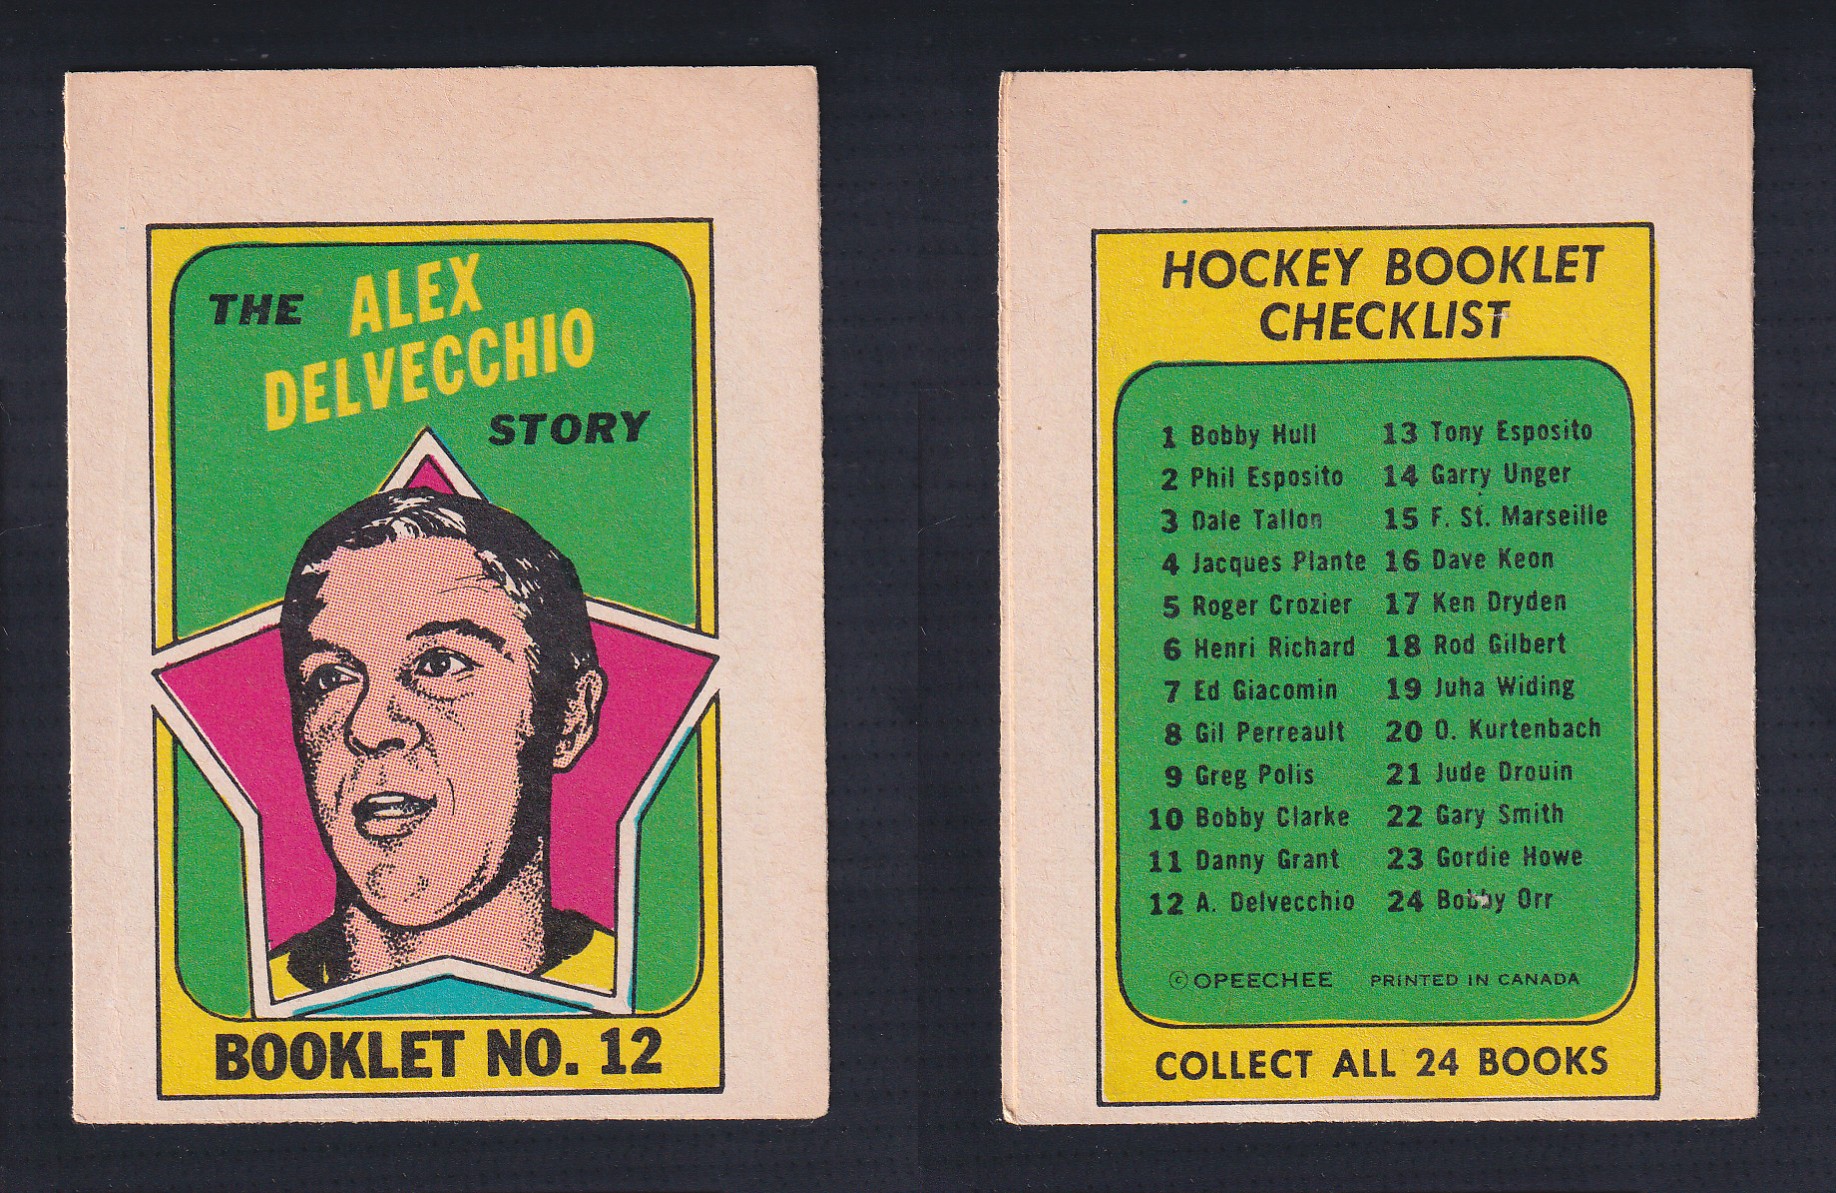 THE ALEX
DELVECCHIO
STORY
BOOKLET NO. 12
HOCKEY BOOKLET
CHECKLIST
1 Bobby Hull
2 Phil Esposito
3 Dale Tallon
4 Jacques Plante
5 Roger Crozier
6 Henri Richard
7 Ed Giacomin
8 Gil Perreault
9 Greg Polis
10 Bobby Clarke
11 Danny Grant
12 A. Delvecchio
13 Tony Esposito
14 Garry Unger
15 F. St. Marseille
16 Dave Keon
17 Ken Dryden
18 Rod Gilbert
19 Juha Widing
20 O. Kurtenbach
21 Jude Drouin
22 Gary Smith
23 Gordie Howe
24 Bobby Orr
©OPEECHEE PRINTED IN CANADA
COLLECT ALL 24 BOOKS